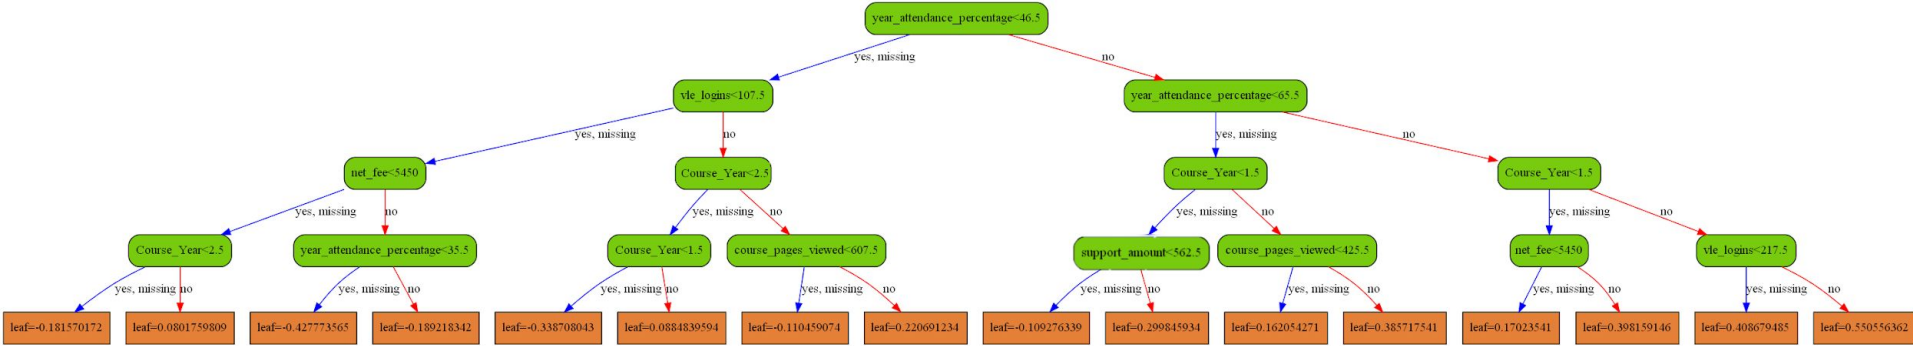 year_attendance_percentage<46.5
yes, missing
no
vle_logins<107.5
year_attendance_percentage<65.5
yes, missing
no
yes, missing
no
net_fee<5450
Course_Year<2.5
Course_Year<1.5
Course_Year<1.5
yes, missing
no
yes, missing
no
yes, missing
no
yes, missing
no
Course_Year<2.5
year_attendance_percentage<35.5
Course_Year<1.5
course_pages_viewed<607.5
support_amount<562.5
course_pages_viewed<425.5
net_fee<5450
vle_logins<217.5
yes, missing
no
yes, missing
no
yes, missing
no
yes, missing
no
yes, missing
no
yes, missing
no
yes, missing
no
yes, missing
no
leaf=-0.181570172
leaf=0.0801759809
leaf=-0.427773565
leaf=-0.189218342
leaf=-0.338708043
leaf=0.0884839594
leaf=-0.110459074
leaf=0.220691234
leaf=-0.109276339
leaf=0.299845934
leaf=0.162054271
leaf=0.385717541
leaf=0.17023541
leaf=0.398159146
leaf=0.408679485
leaf=0.550556362